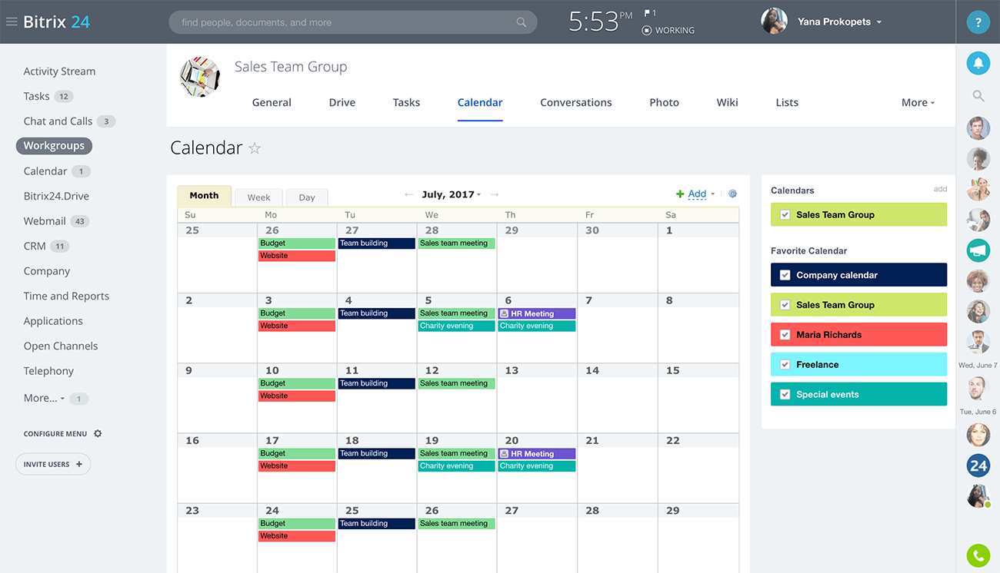 Bitrix 24
find people, documents, and more
5:53 PM
1
WORKING
Yana Prokopets
?
Activity Stream
Tasks 12
Chat and Calls 3
Workgroups
Calendar 1
Bitrix24.Drive
Webmail 43
CRM 11
Company
Time and Reports
Applications
Open Channels
Telephony
More... 1
CONFIGURE MENU
INVITE USERS +
Sales Team Group
General Drive Tasks Calendar Conversations Photo Wiki Lists More
Calendar
Month Week Day
← July, 2017 →
+ Add
Su Mo Tu We Th Fr Sa
25 26 27 28 29 30 1
Budget Team building Sales team meeting
Website
2 3 4 5 6 7 8
Budget Team building Sales team meeting HR Meeting
Website Charity evening Charity evening
9 10 11 12 13 14 15
Budget Team building Sales team meeting
Website
16 17 18 19 20 21 22
Budget Team building Sales team meeting HR Meeting
Website Charity evening Charity evening
23 24 25 26 27 28 29
Budget Team building Sales team meeting
Website
Calendars add
Sales Team Group
Favorite Calendar
Company calendar
Sales Team Group
Maria Richards
Freelance
Special events
Wed, June 7
Tue, June 6
24